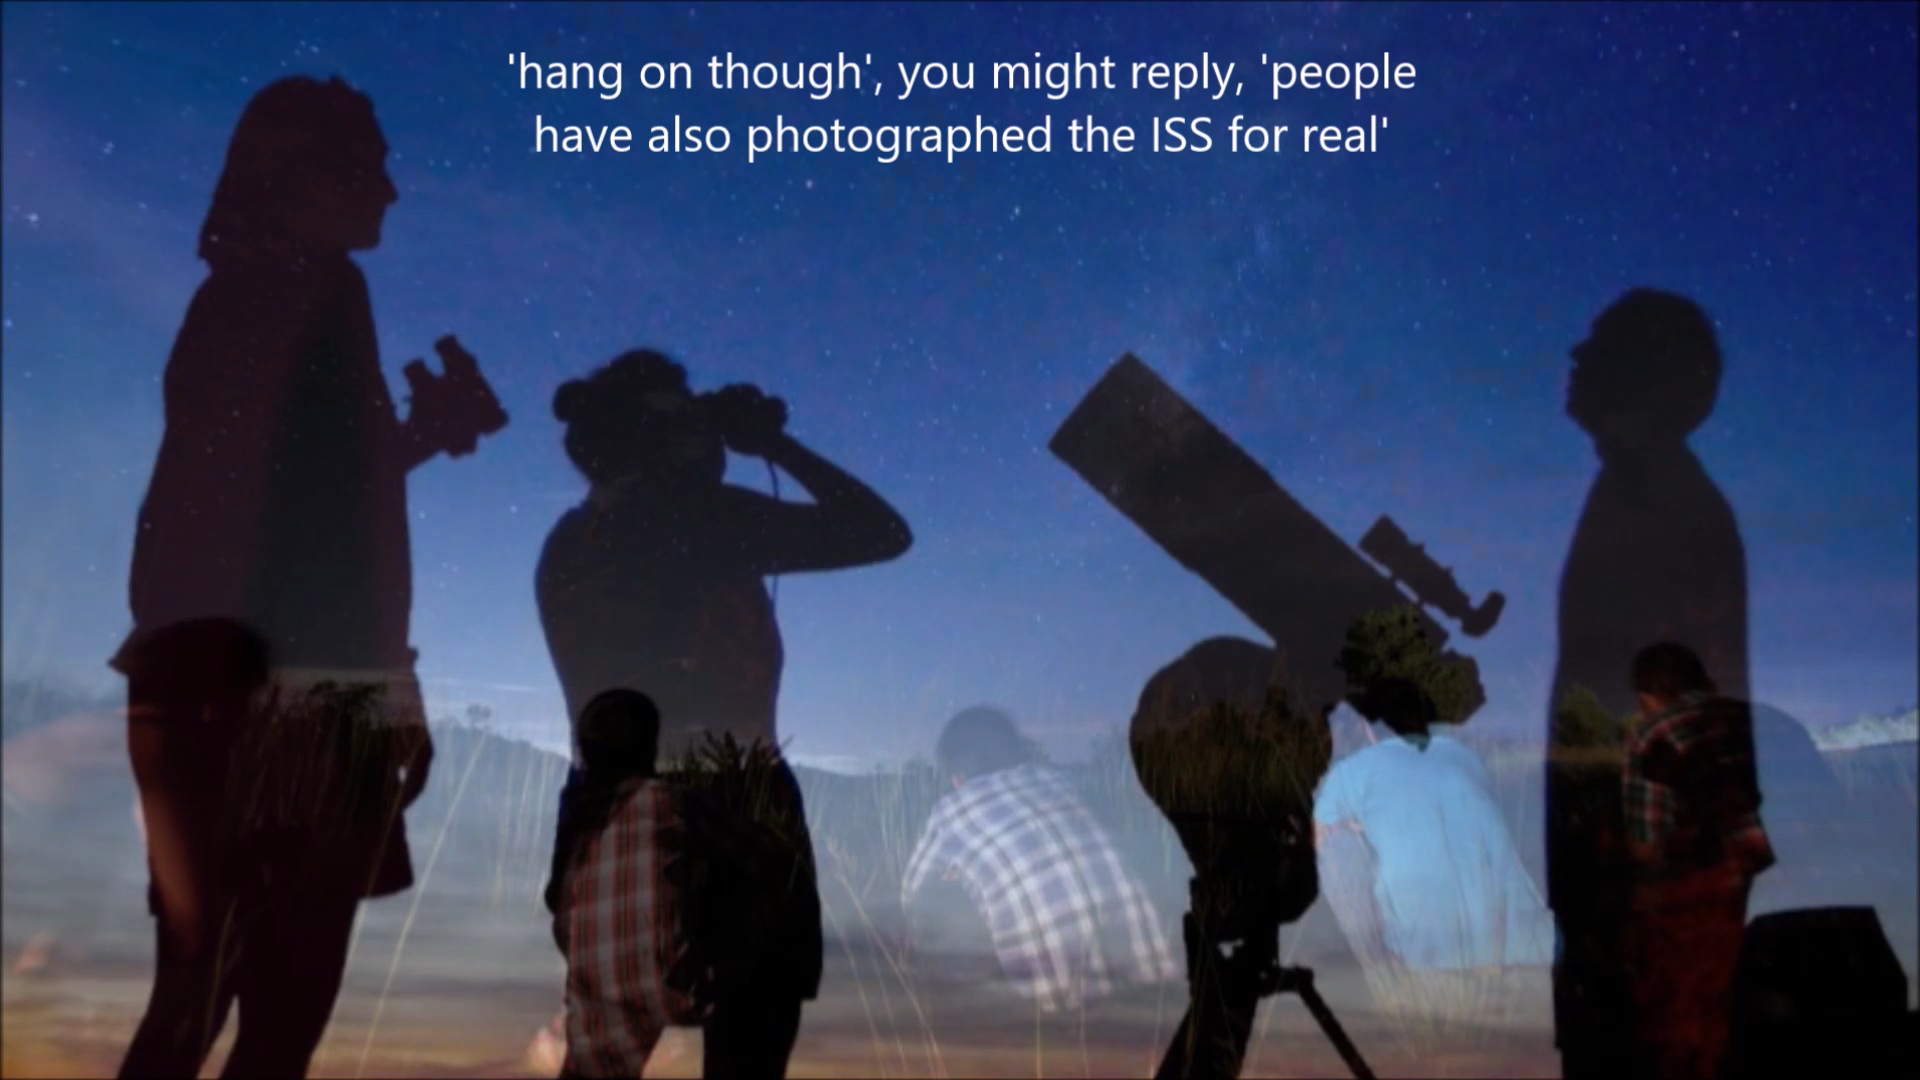 'hang on though', you might reply, 'people
have also photographed the ISS for real'